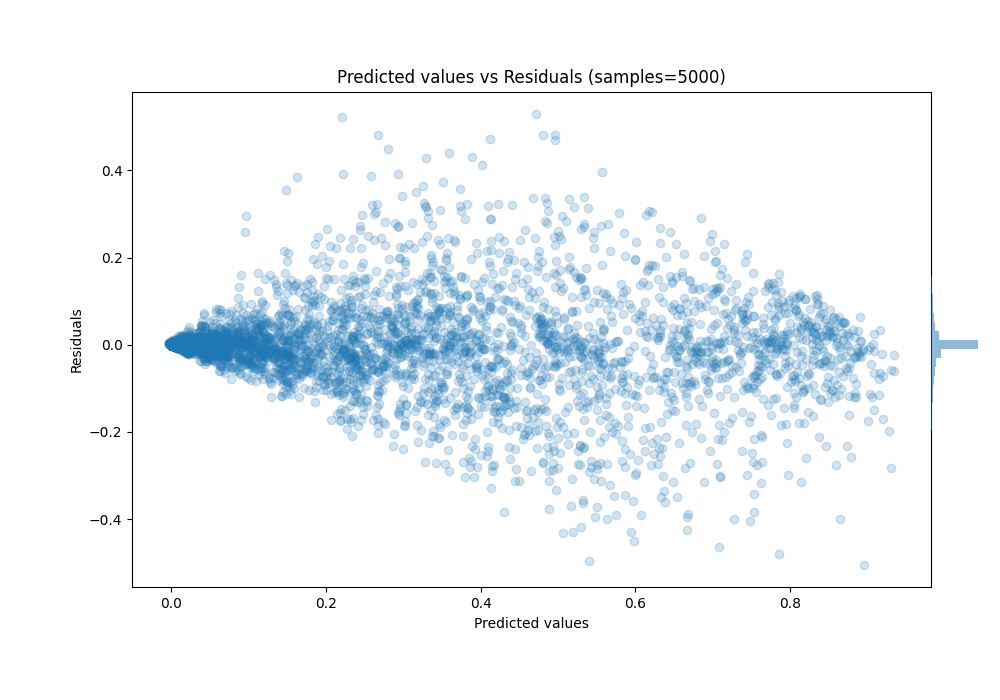 Predicted values vs Residuals (samples=5000)
0.4
0.2
0.0
−0.2
−0.4
Residuals
0.0 0.2 0.4 0.6 0.8
Predicted values